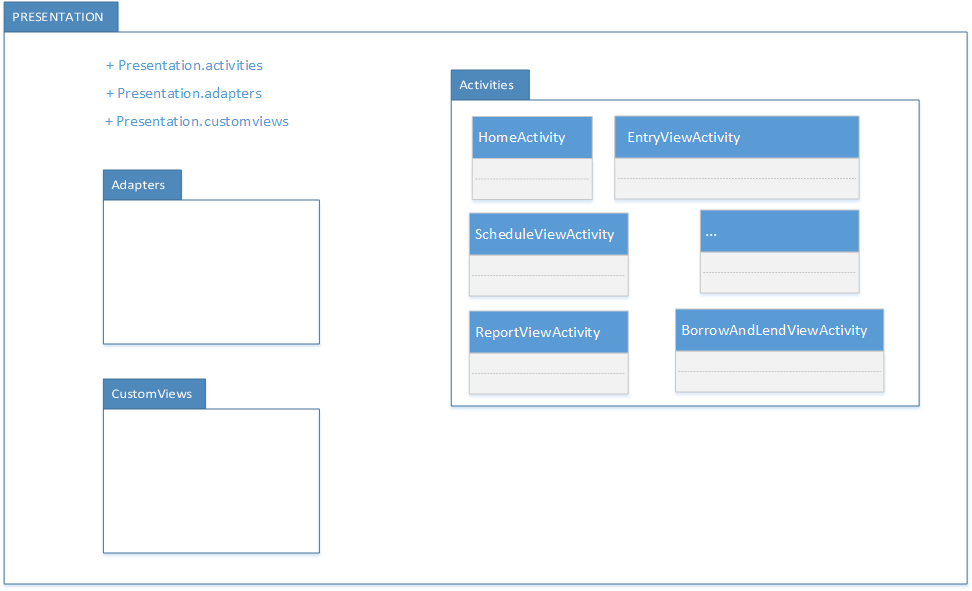 PRESENTATION
+ Presentation.activities
+ Presentation.adapters
+ Presentation.customviews
Adapters
CustomViews
Activities
HomeActivity
EntryViewActivity
ScheduleViewActivity
...
ReportViewActivity
BorrowAndLendViewActivity